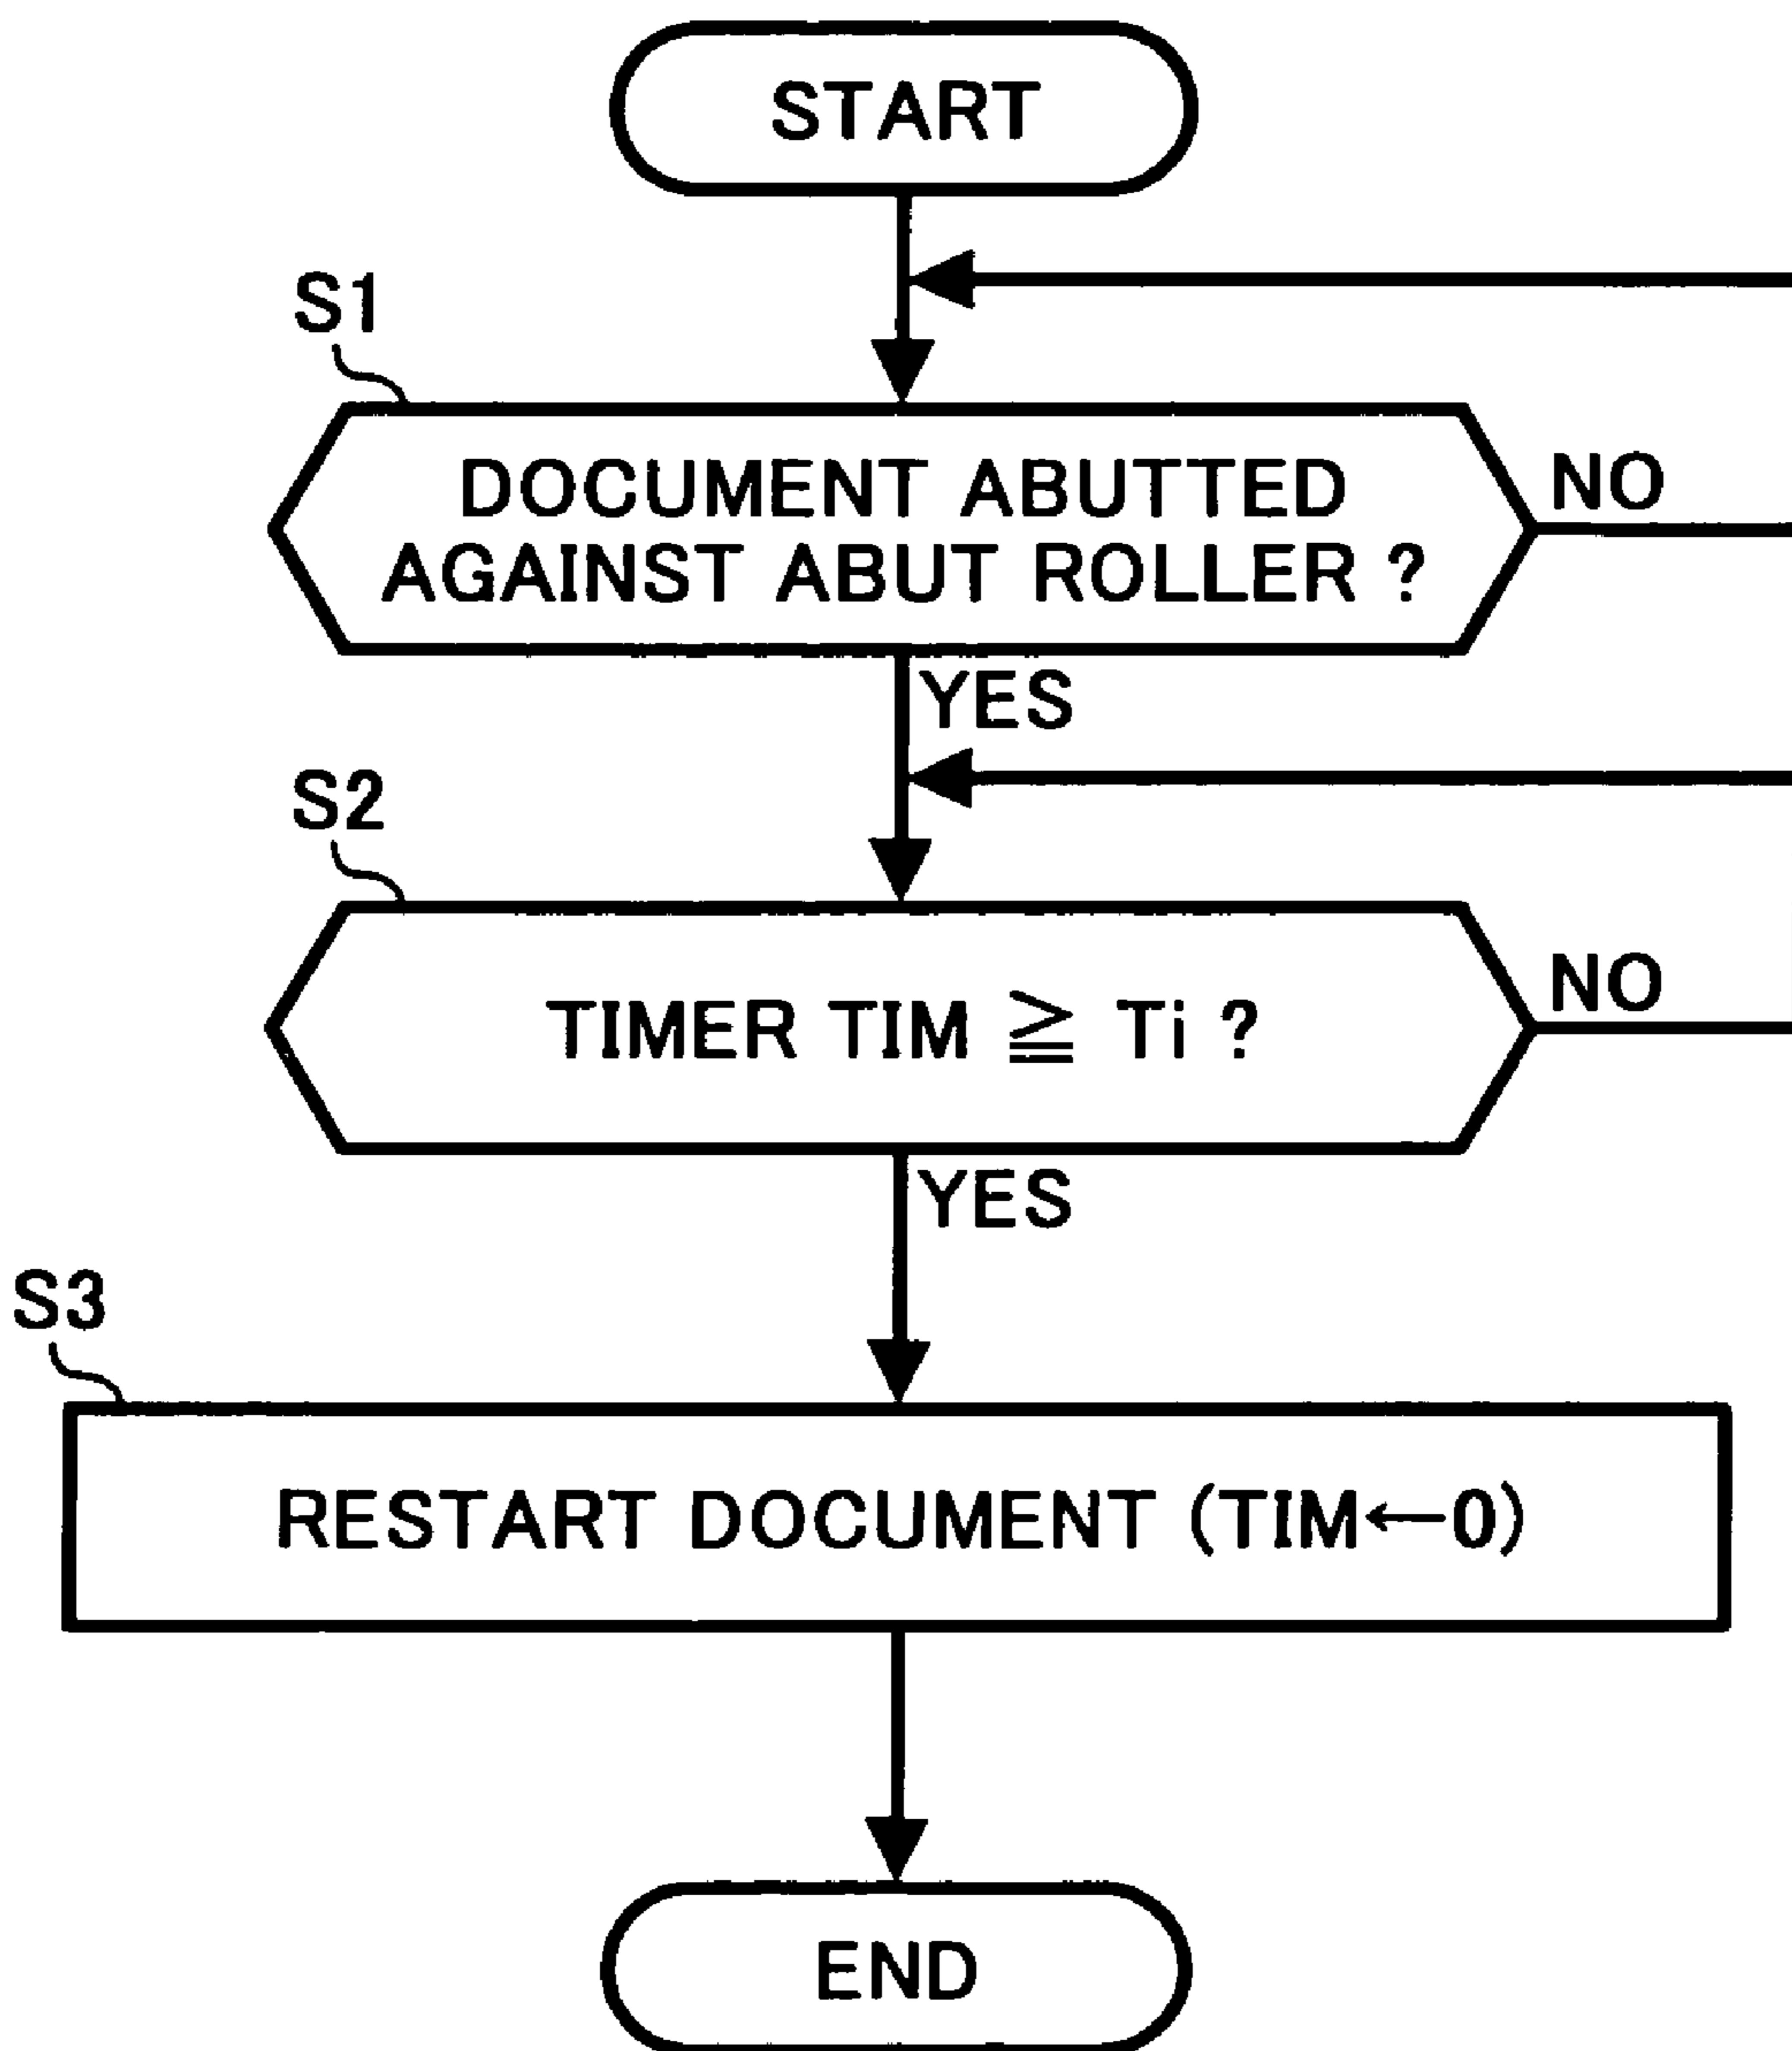 START
S1
DOCUMENT ABUTTED
AGAINST ABUT ROLLER ?
NO
YES
S2
TIMER TIM ≧ Ti ?
NO
YES
S3
RESTART DOCUMENT (TIM←0)
END